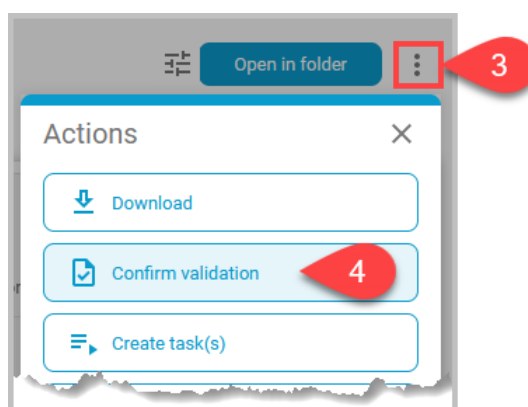 Open in folder
3
Actions
Download
Confirm validation
4
Create task(s)